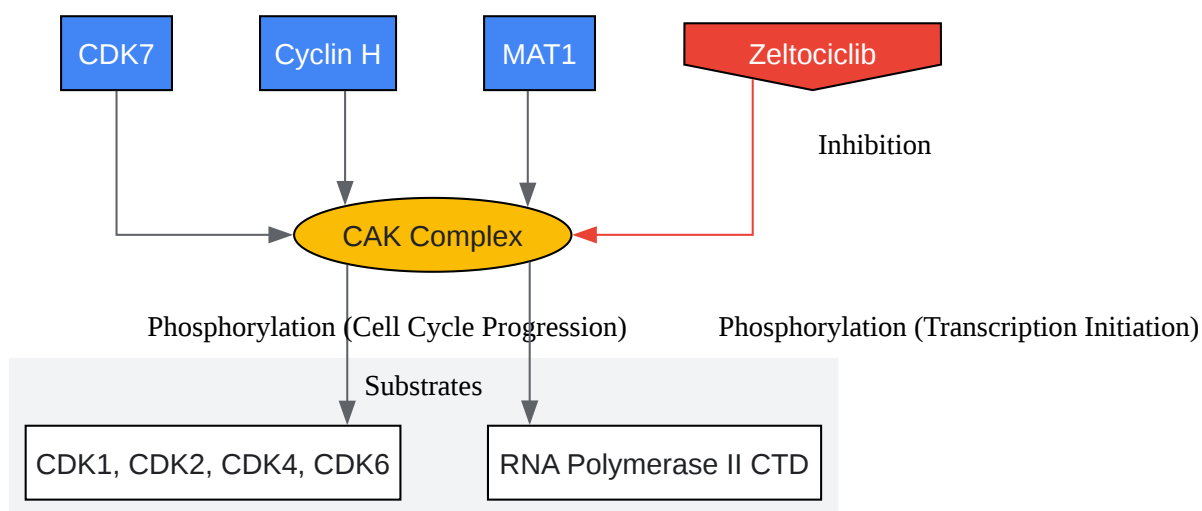 CDK7
Cyclin H
MAT1
Zeltociclib
Inhibition
CAK Complex
Phosphorylation (Cell Cycle Progression)
Phosphorylation (Transcription Initiation)
Substrates
CDK1, CDK2, CDK4, CDK6
RNA Polymerase II CTD